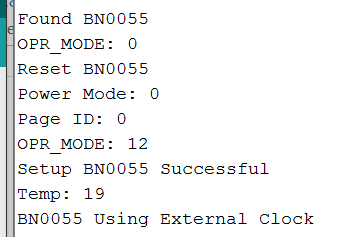 Found BN0055
OPR_MODE: 0
Reset BN0055
Power Mode: 0
Page ID: 0
OPR_MODE: 12
Setup BN0055 Successful
Temp: 19
BN0055 Using External Clock